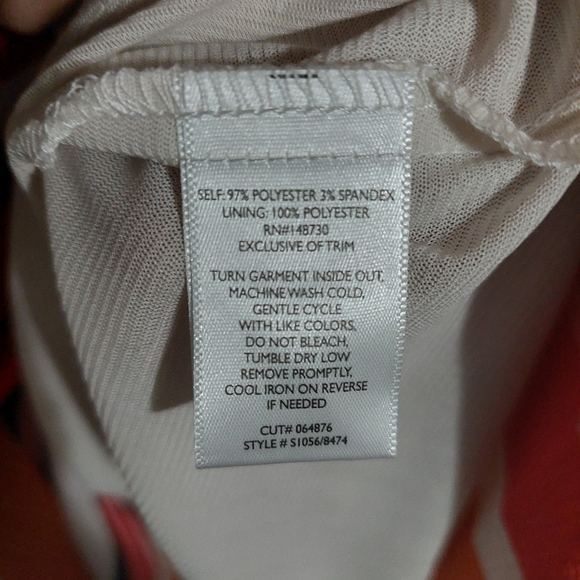 SELF: 97% POLYESTER 3% SPANDEX
LINING: 100% POLYESTER
RN#148730
EXCLUSIVE OF TRIM
TURN GARMENT INSIDE OUT,
MACHINE WASH COLD,
GENTLE CYCLE
WITH LIKE COLORS,
DO NOT BLEACH,
TUMBLE DRY LOW
REMOVE PROMPTLY,
COOL IRON ON REVERSE
IF NEEDED
CUT# 064876
STYLE # S1056/8474